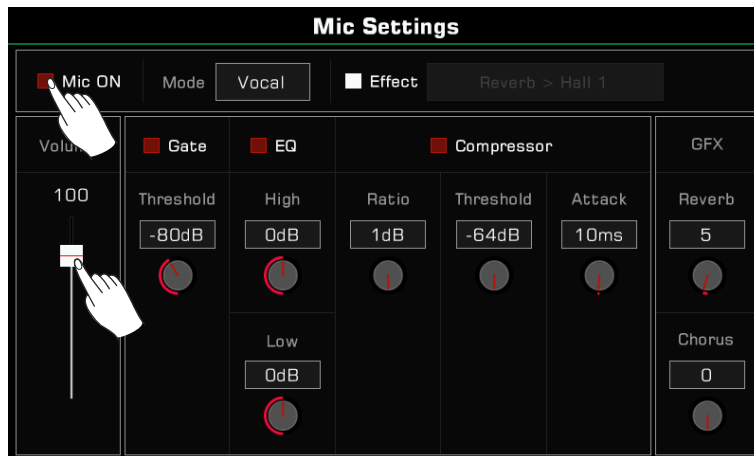 Mic Settings
Mic ON Mode Vocal Effect Reverb > Hall 1
Volu Gate EQ Compressor GFX
100 Threshold High Ratio Threshold Attack Reverb
-80dB 0dB 1dB -64dB 10ms 5
Low Chorus
0dB 0